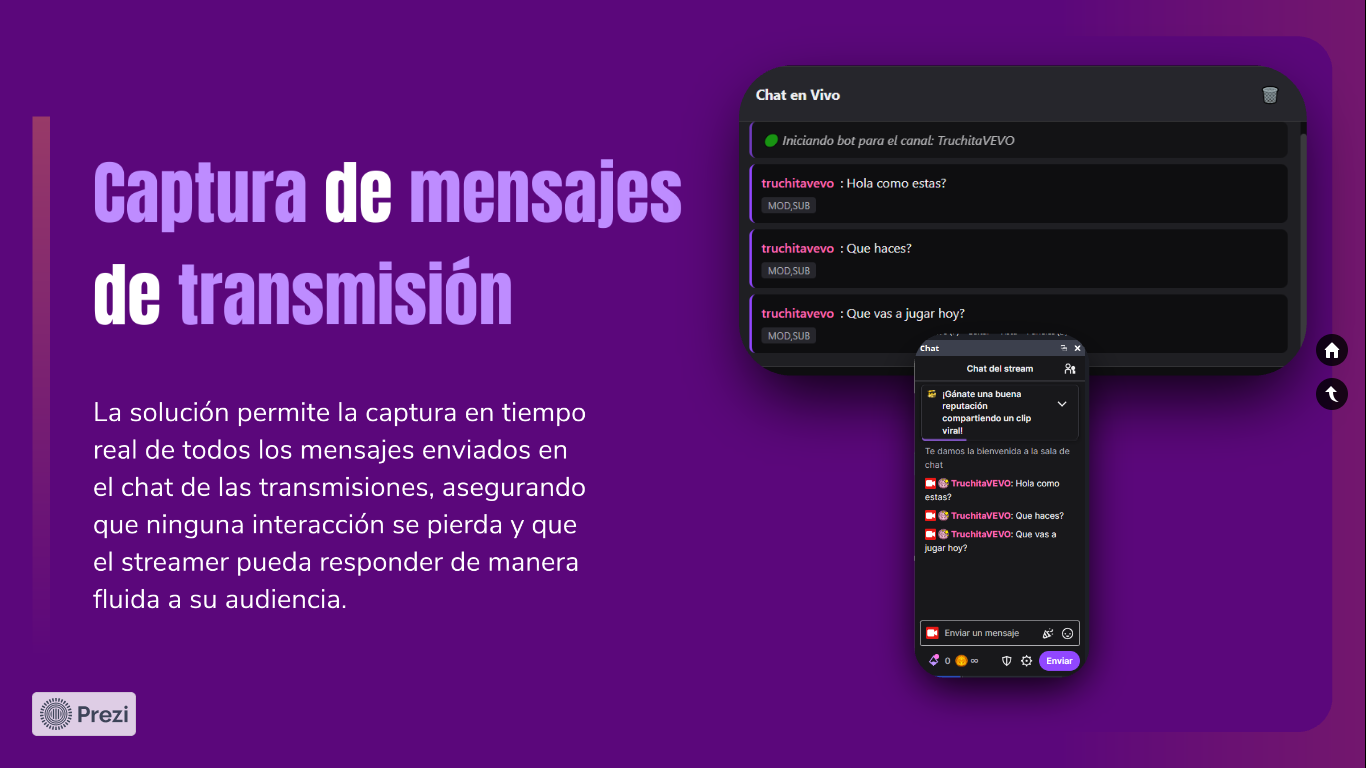 Captura de mensajes
de transmisión
La solución permite la captura en tiempo
real de todos los mensajes enviados en
el chat de las transmisiones, asegurando
que ninguna interacción se pierda y que
el streamer pueda responder de manera
fluida a su audiencia.
Prezi
Chat en Vivo
Iniciando bot para el canal: TruchitaVEVO
truchitavevo : Hola como estas?
MOD,SUB
truchitavevo : Que haces?
MOD,SUB
truchitavevo : Que vas a jugar hoy?
MOD,SUB
Chat
Chat del stream
¡Gánate una buena
reputación
compartiendo un clip
viral!
Te damos la bienvenida a la sala de
chat
TruchitaVEVO: Hola como
estas?
TruchitaVEVO: Que haces?
TruchitaVEVO: Que vas a
jugar hoy?
Enviar un mensaje
0 ∞
Enviar